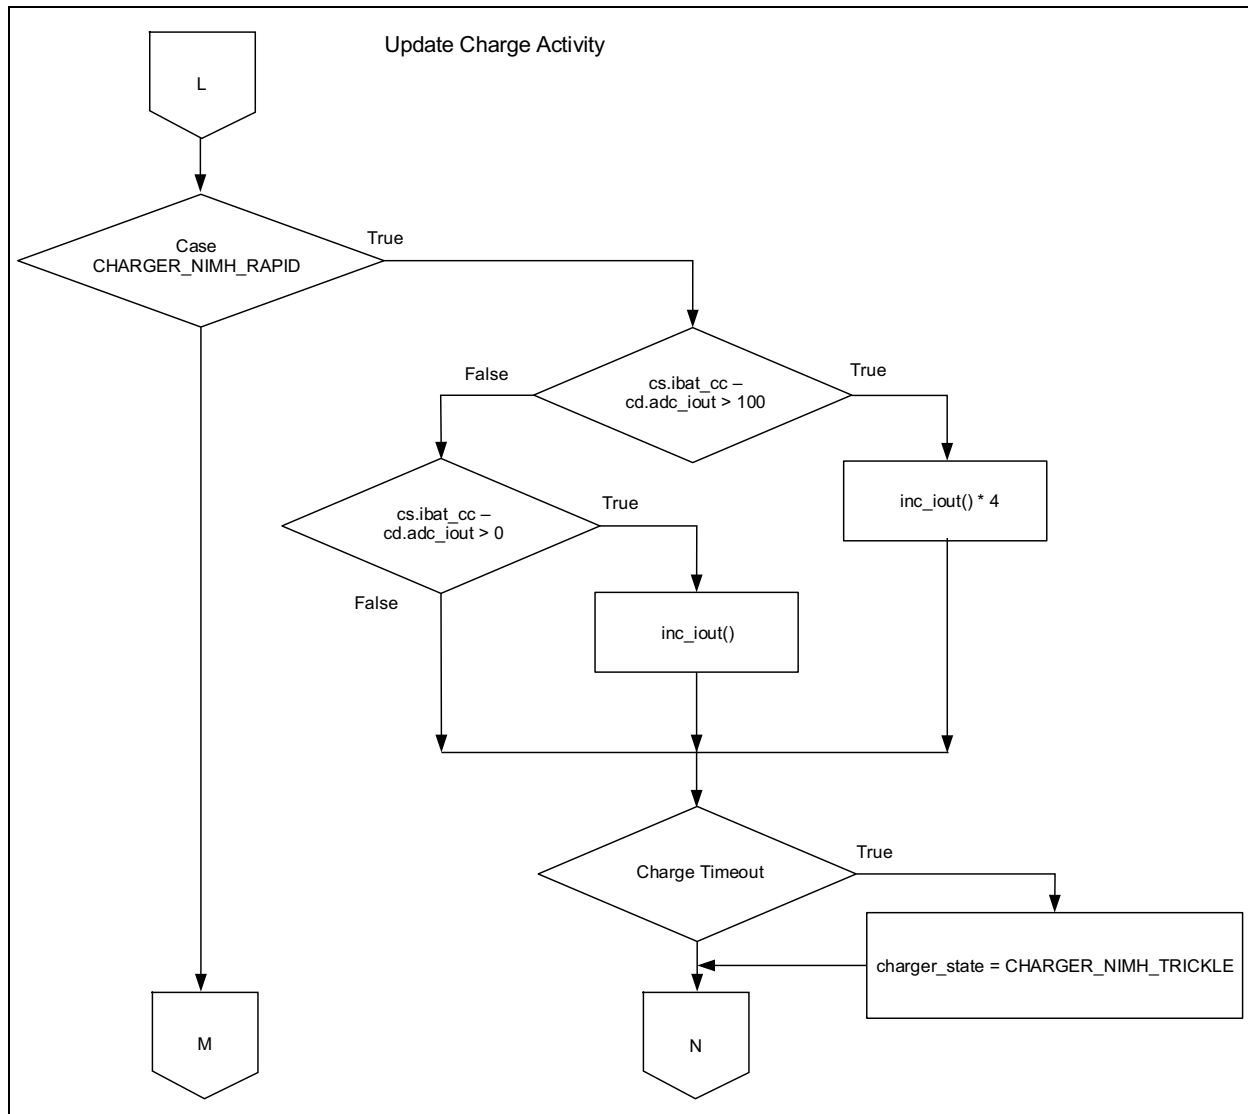 Update Charge Activity
L
Case
CHARGER_NIMH_RAPID
True
cs.ibat_cc –
cd.adc_iout > 100
False
True
inc_iout() * 4
cs.ibat_cc –
cd.adc_iout > 0
True
False
inc_iout()
Charge Timeout
True
charger_state = CHARGER_NIMH_TRICKLE
M
N